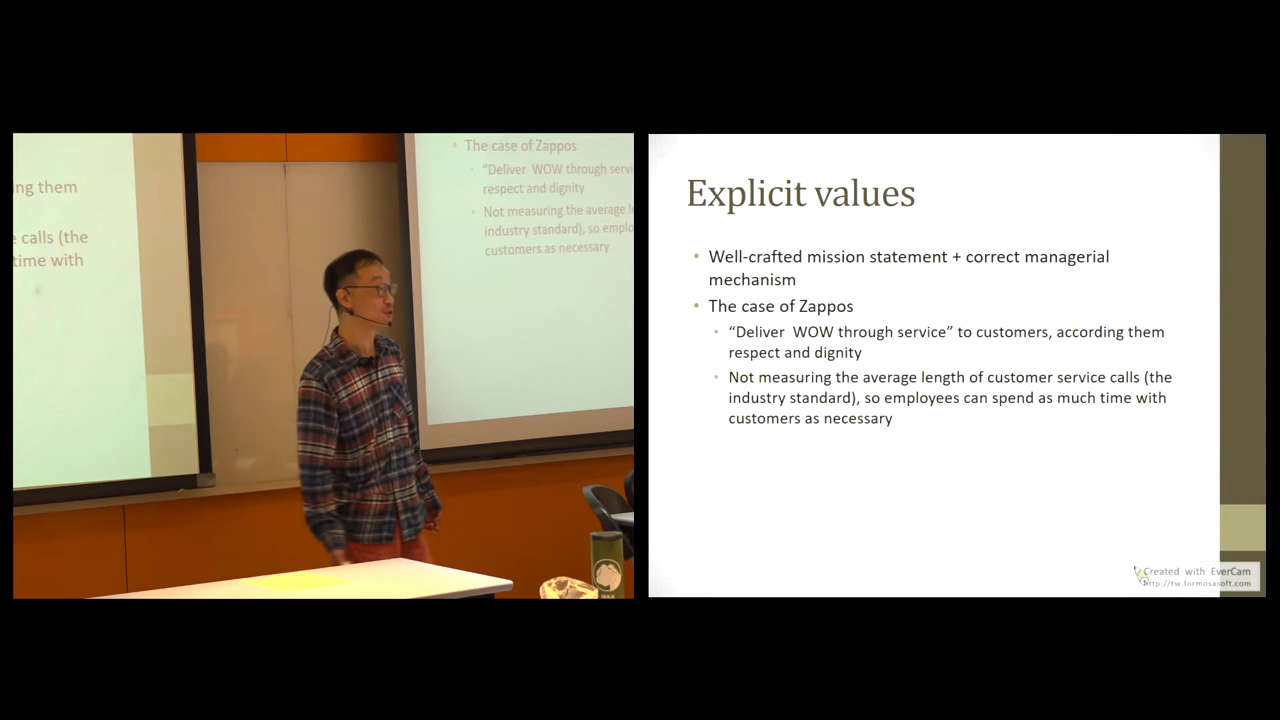 ing them
e calls (the
time with
• The case of Zappos
• “Deliver WOW through servi
respect and dignity
• Not measuring the average l
industry standard), so emplo
customers as necessary
Explicit values
• Well-crafted mission statement + correct managerial
mechanism
• The case of Zappos
• “Deliver  WOW through service” to customers, according them
respect and dignity
• Not measuring the average length of customer service calls (the
industry standard), so employees can spend as much time with
customers as necessary
Created with EverCam
http://tw.formosasoft.com